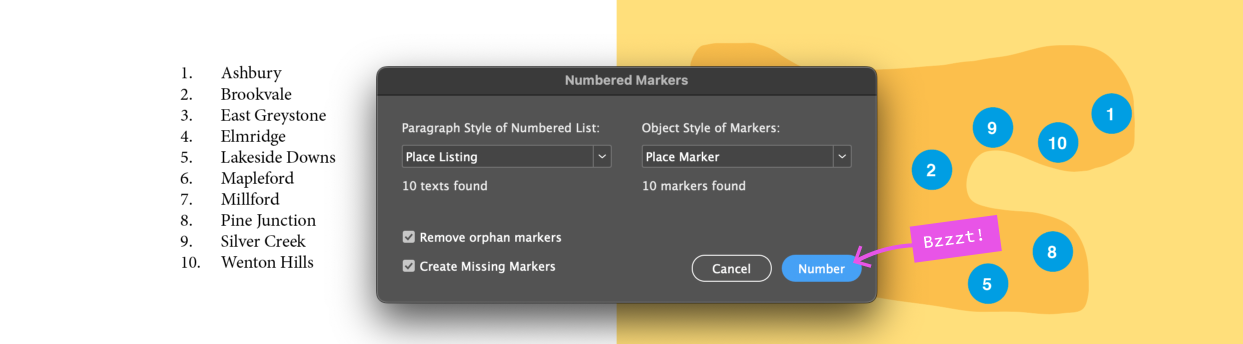 1. Ashbury
2. Brookvale
3. East Greystone
4. Elmridge
5. Lakeside Downs
6. Mapleford
7. Millford
8. Pine Junction
9. Silver Creek
10. Wenton Hills
Numbered Markers
Paragraph Style of Numbered List:
Place Listing
10 texts found
Object Style of Markers:
Place Marker
10 markers found
Remove orphan markers
Create Missing Markers
Cancel
Number
Bzzzt!
1
9
10
2
8
5